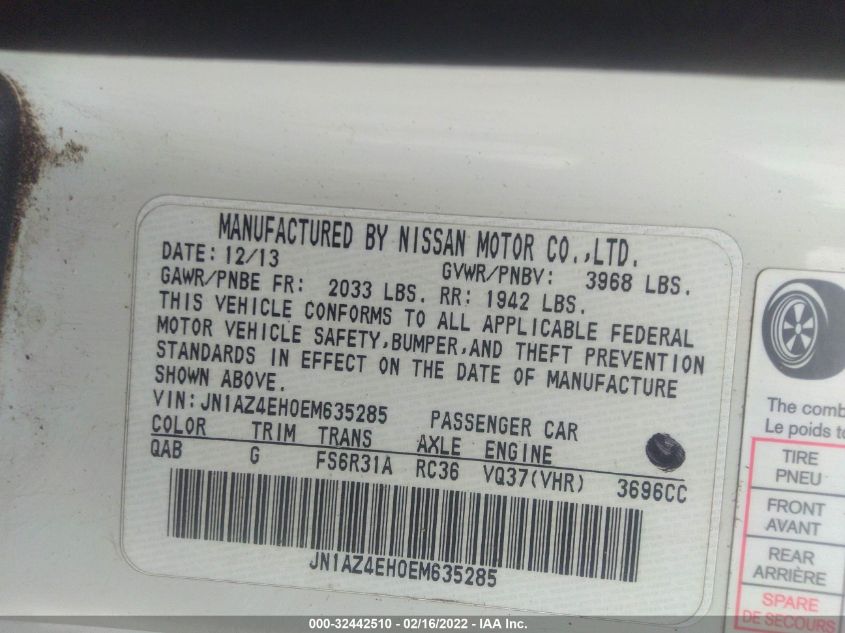 MANUFACTURED BY NISSAN MOTOR CO.,LTD.
DATE: 12/13 GVWR/PNBV: 3968 LBS.
GAWR/PNBE FR: 2033 LBS. RR: 1942 LBS.
THIS VEHICLE CONFORMS TO ALL APPLICABLE FEDERAL
MOTOR VEHICLE SAFETY,BUMPER,AND THEFT PREVENTION
STANDARDS IN EFFECT ON THE DATE OF MANUFACTURE
SHOWN ABOVE.
VIN:JN1AZ4EH0EM635285 PASSENGER CAR
COLOR TRIM TRANS AXLE ENGINE
QAB G FS6R31A RC36 VQ37(VHR) 3696CC
JN1AZ4EH0EM635285
The comb
Le poids to
TIRE
PNEU
FRONT
AVANT
REAR
ARRIÈRE
SPARE
DE SECOURS
000-32442510 - 02/16/2022 - IAA Inc.